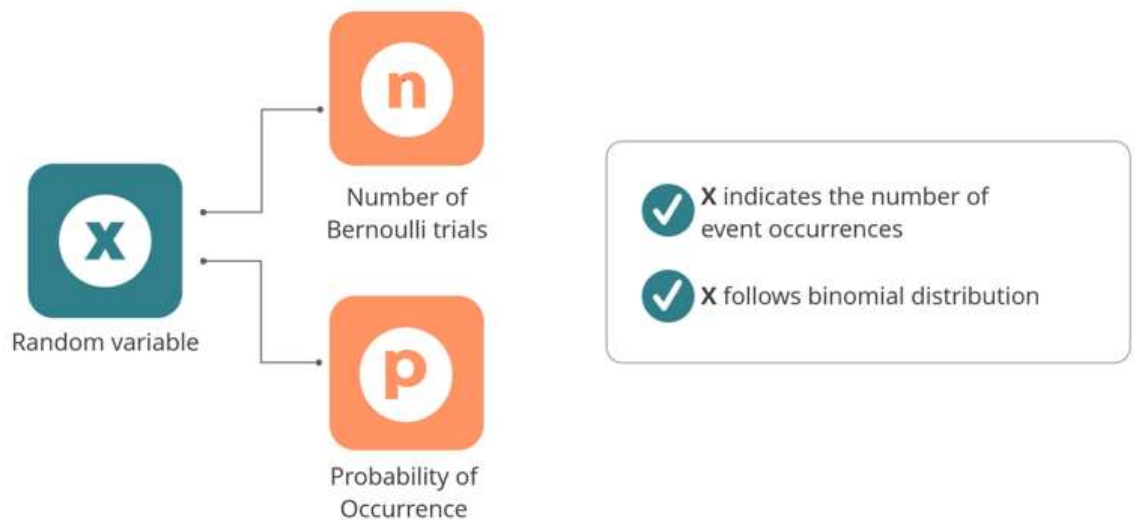 n
Number of
Bernoulli trials
x
Random variable
p
Probability of
Occurrence
X indicates the number of
event occurrences
X follows binomial distribution